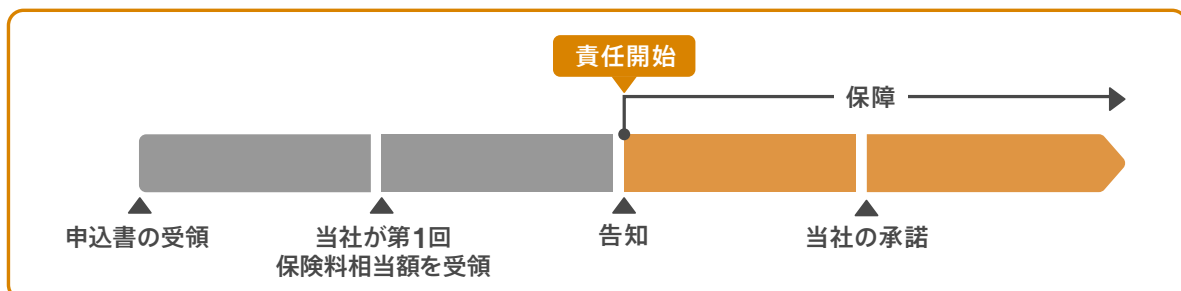 責任開始
保障
申込書の受領
当社が第1回
保険料相当額を受領
告知
当社の承諾